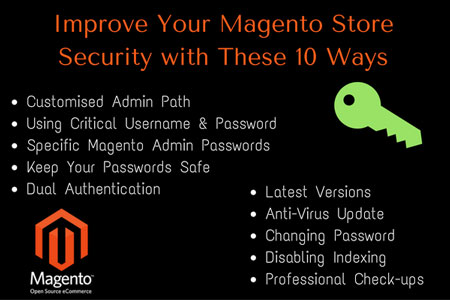 Improve Your Magento Store
Security with These 10 Ways
Customised Admin Path
Using Critical Username & Password
Specific Magento Admin Passwords
Keep Your Passwords Safe
Dual Authentication
Latest Versions
Anti-Virus Update
Changing Password
Disabling Indexing
Professional Check-ups
Magento™
Open Source eCommerce